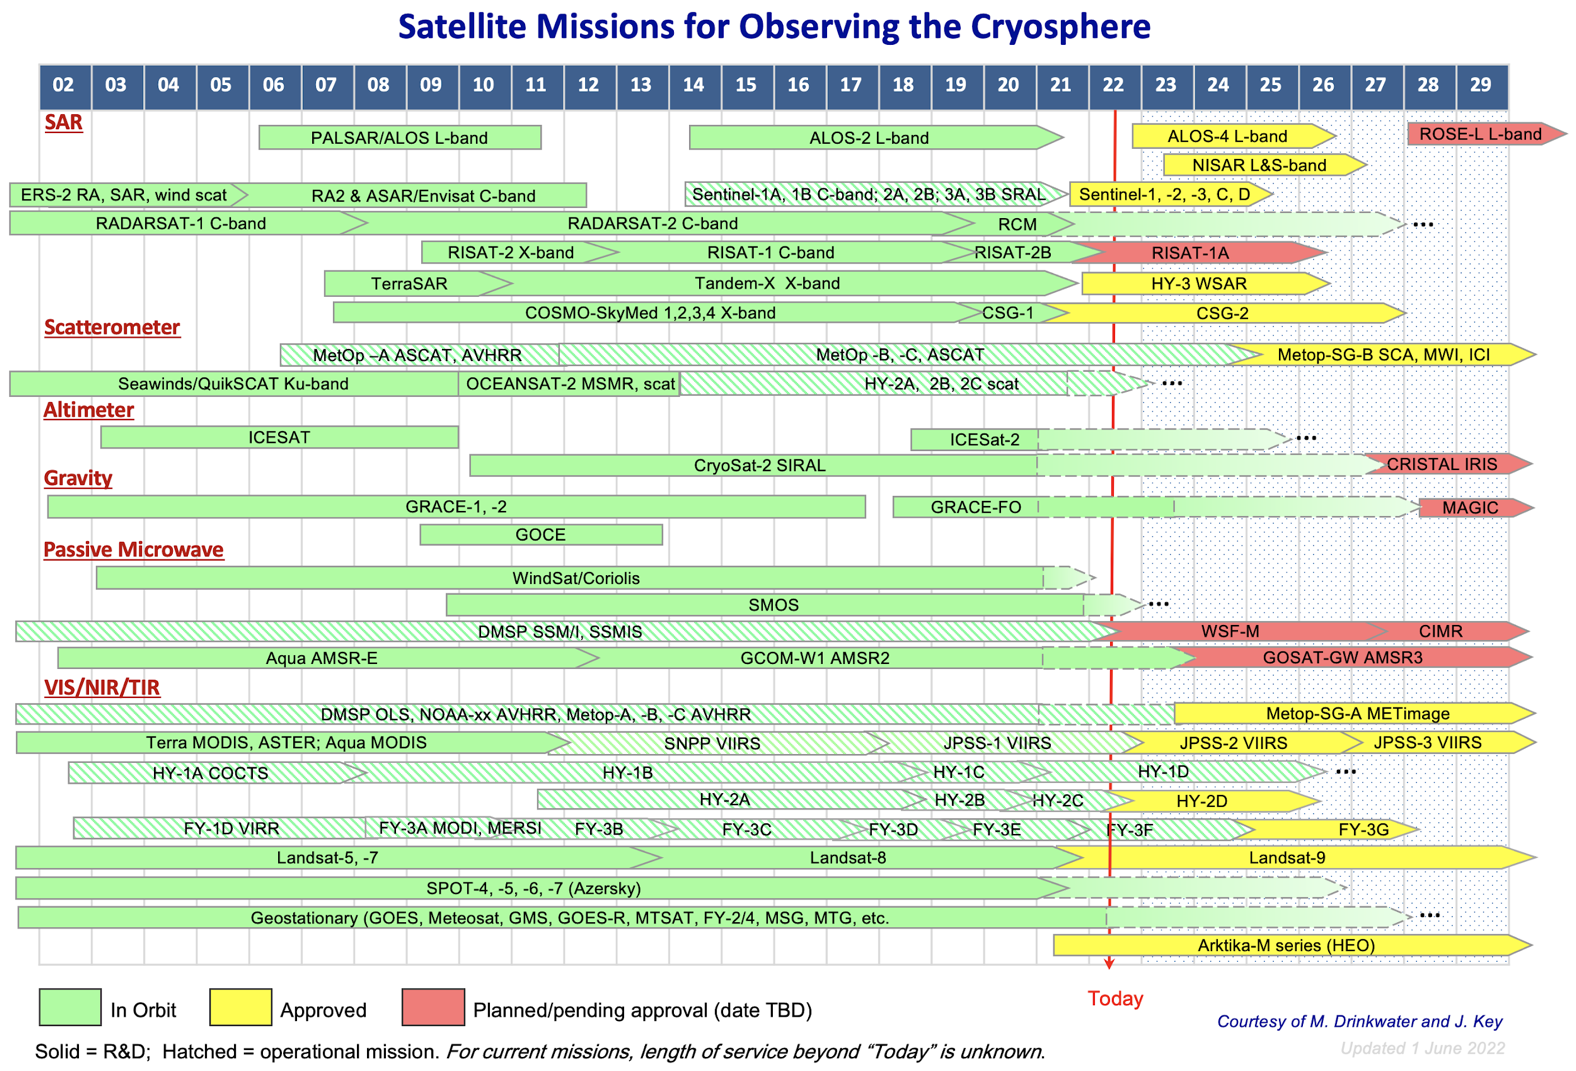 Satellite Missions for Observing the Cryosphere
02 03 04 05 06 07 08 09 10 11 12 13 14 15 16 17 18 19 20 21 22 23 24 25 26 27 28 29
SAR
PALSAR/ALOS L-band ALOS-2 L-band ALOS-4 L-band ROSE-L L-band
NISAR L&S-band
ERS-2 RA, SAR, wind scat RA2 & ASAR/Envisat C-band Sentinel-1A, 1B C-band; 2A, 2B; 3A, 3B SRAL Sentinel-1, -2, -3, C, D
RADARSAT-1 C-band RADARSAT-2 C-band RCM ...
RISAT-2 X-band RISAT-1 C-band RISAT-2B RISAT-1A
TerraSAR Tandem-X X-band HY-3 WSAR
COSMO-SkyMed 1,2,3,4 X-band CSG-1 CSG-2
Scatterometer
MetOp –A ASCAT, AVHRR MetOp -B, -C, ASCAT Metop-SG-B SCA, MWI, ICI
Seawinds/QuikSCAT Ku-band OCEANSAT-2 MSMR, scat HY-2A, 2B, 2C scat ...
Altimeter
ICESAT ICESat-2 ...
CryoSat-2 SIRAL CRISTAL IRIS
Gravity
GRACE-1, -2 GRACE-FO MAGIC
GOCE
Passive Microwave
WindSat/Coriolis
SMOS ...
DMSP SSM/I, SSMIS WSF-M CIMR
Aqua AMSR-E GCOM-W1 AMSR2 GOSAT-GW AMSR3
VIS/NIR/TIR
DMSP OLS, NOAA-xx AVHRR, Metop-A, -B, -C AVHRR Metop-SG-A METimage
Terra MODIS, ASTER; Aqua MODIS SNPP VIIRS JPSS-1 VIIRS JPSS-2 VIIRS JPSS-3 VIIRS
HY-1A COCTS HY-1B HY-1C HY-1D ...
HY-2A HY-2B HY-2C HY-2D
FY-1D VIRR FY-3A MODI, MERSI FY-3B FY-3C FY-3D FY-3E FY-3F FY-3G
Landsat-5, -7 Landsat-8 Landsat-9
SPOT-4, -5, -6, -7 (Azersky)
Geostationary (GOES, Meteosat, GMS, GOES-R, MTSAT, FY-2/4, MSG, MTG, etc. ...
Arktika-M series (HEO)
Today
In Orbit Approved Planned/pending approval (date TBD)
Courtesy of M. Drinkwater and J. Key
Solid = R&D; Hatched = operational mission. For current missions, length of service beyond “Today” is unknown.
Updated 1 June 2022